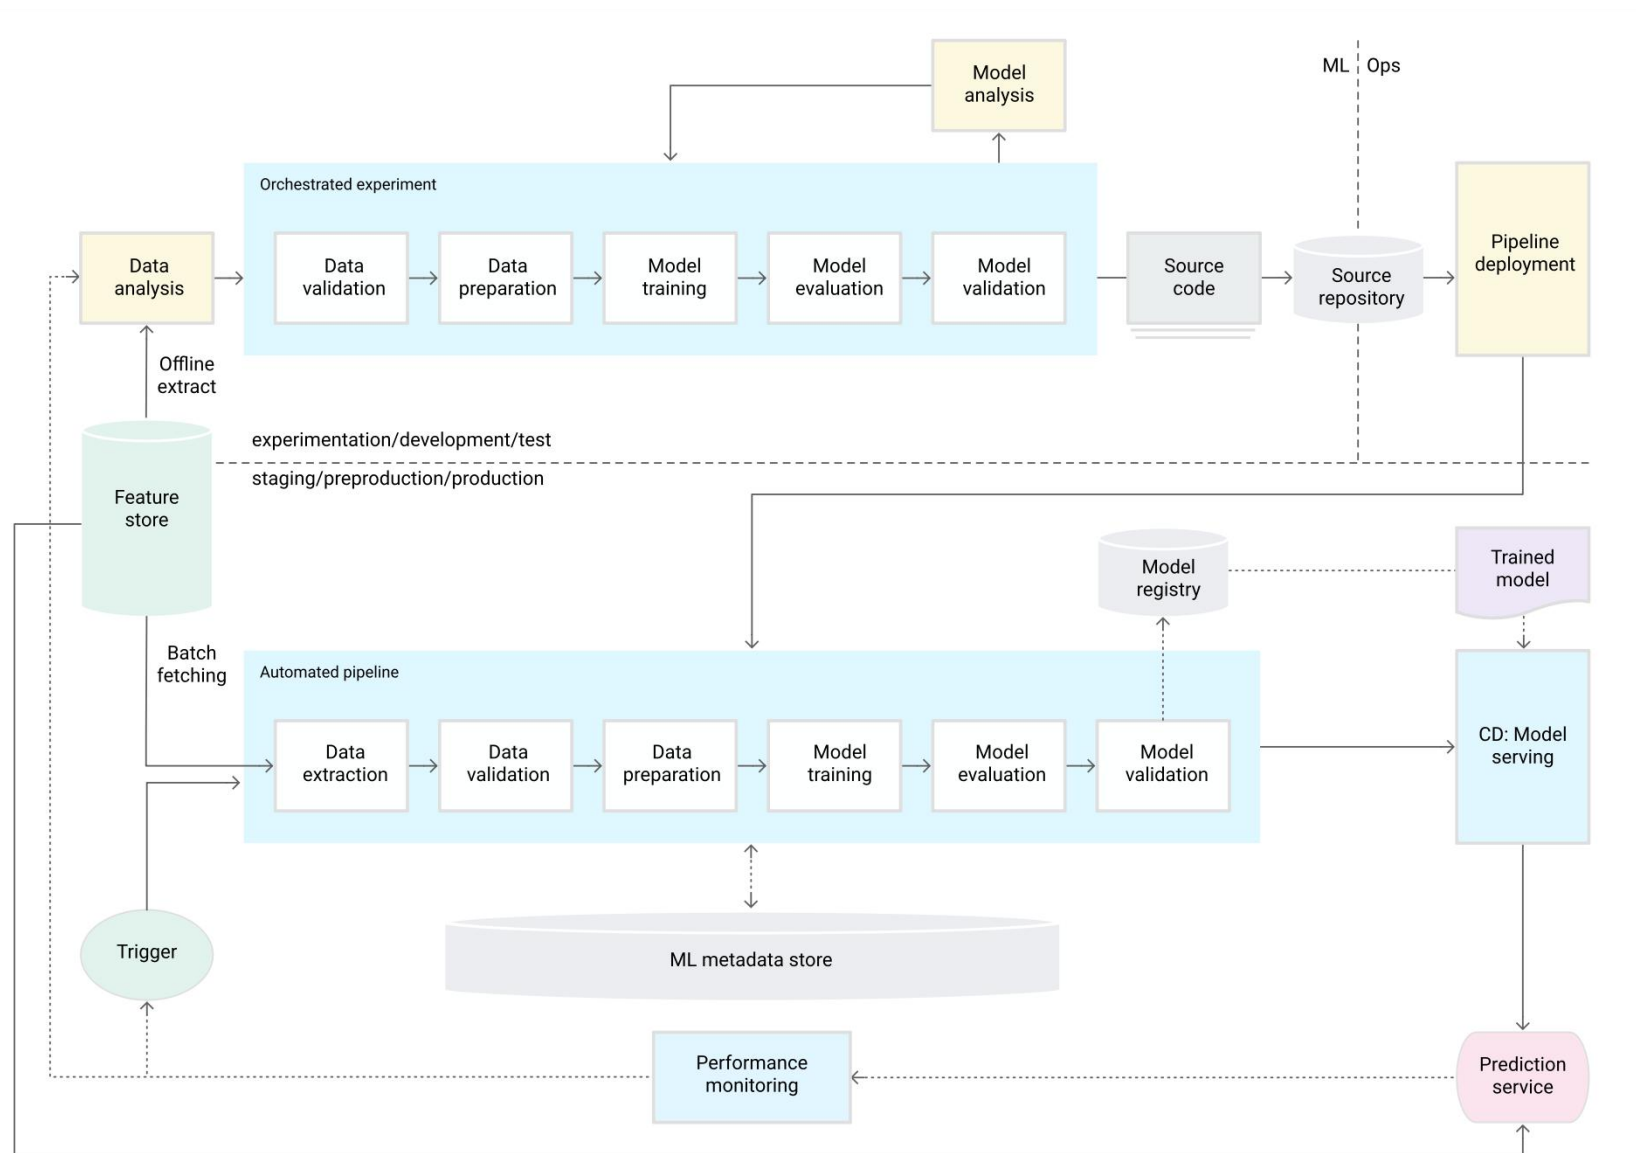 Model
analysis
ML
Ops
Orchestrated experiment
Data
analysis
Data
validation
Data
preparation
Model
training
Model
evaluation
Model
validation
Source
code
Source
repository
Pipeline
deployment
Offline
extract
experimentation/development/test
staging/preproduction/production
Feature
store
Model
registry
Trained
model
Batch
fetching
Automated pipeline
Data
extraction
Data
validation
Data
preparation
Model
training
Model
evaluation
Model
validation
CD: Model
serving
Trigger
ML metadata store
Performance
monitoring
Prediction
service